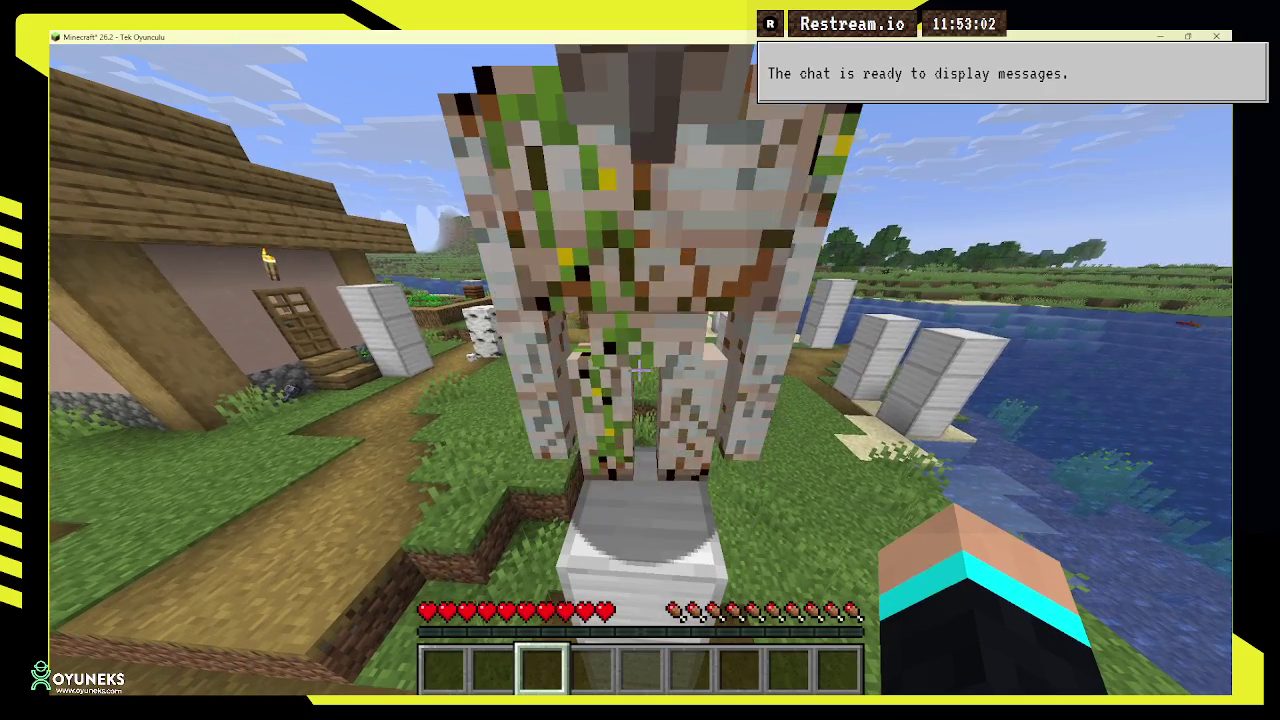 R Restream.io 11:53:02
Minecraft* 26.2 - Tek Oyunculu
The chat is ready to display messages.
OYUNEKS
www.oyuneks.com